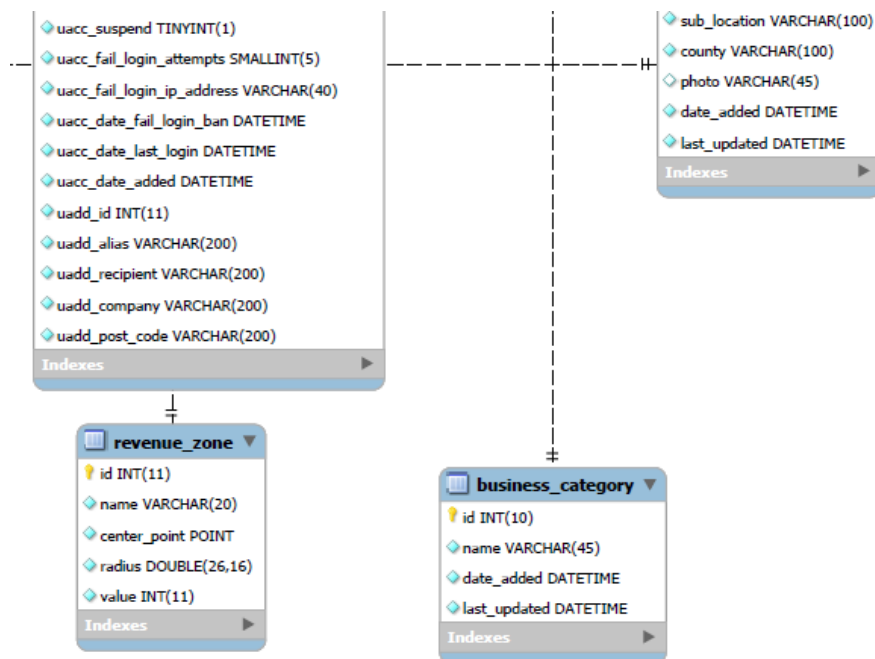 uacc_suspend TINYINT(1)
uacc_fail_login_attempts SMALLINT(5)
uacc_fail_login_ip_address VARCHAR(40)
uacc_date_fail_login_ban DATETIME
uacc_date_last_login DATETIME
uacc_date_added DATETIME
uadd_id INT(11)
uadd_alias VARCHAR(200)
uadd_recipient VARCHAR(200)
uadd_company VARCHAR(200)
uadd_post_code VARCHAR(200)
Indexes
sub_location VARCHAR(100)
county VARCHAR(100)
photo VARCHAR(45)
date_added DATETIME
last_updated DATETIME
Indexes
revenue_zone
id INT(11)
name VARCHAR(20)
center_point POINT
radius DOUBLE(26,16)
value INT(11)
Indexes
business_category
id INT(10)
name VARCHAR(45)
date_added DATETIME
last_updated DATETIME
Indexes